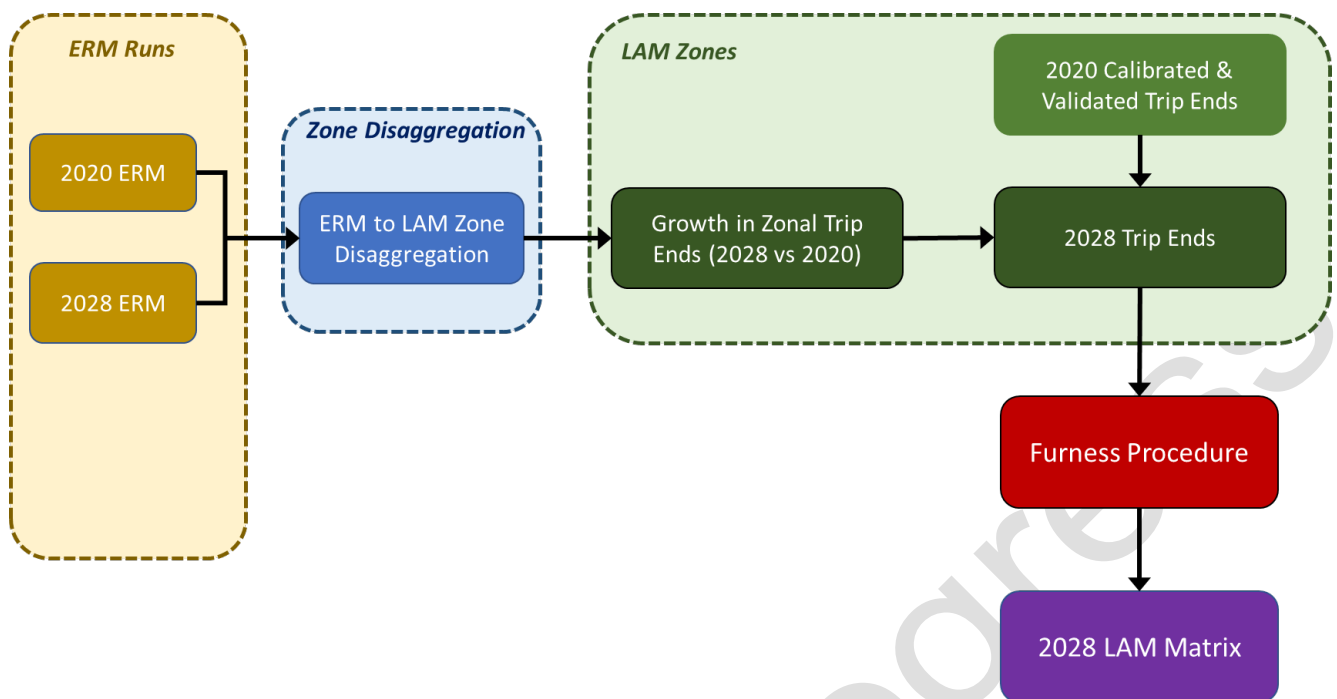 ERM Runs
2020 ERM
2028 ERM
Zone Disaggregation
ERM to LAM Zone
Disaggregation
LAM Zones
2020 Calibrated &
Validated Trip Ends
Growth in Zonal Trip
Ends (2028 vs 2020)
2028 Trip Ends
Furness Procedure
2028 LAM Matrix